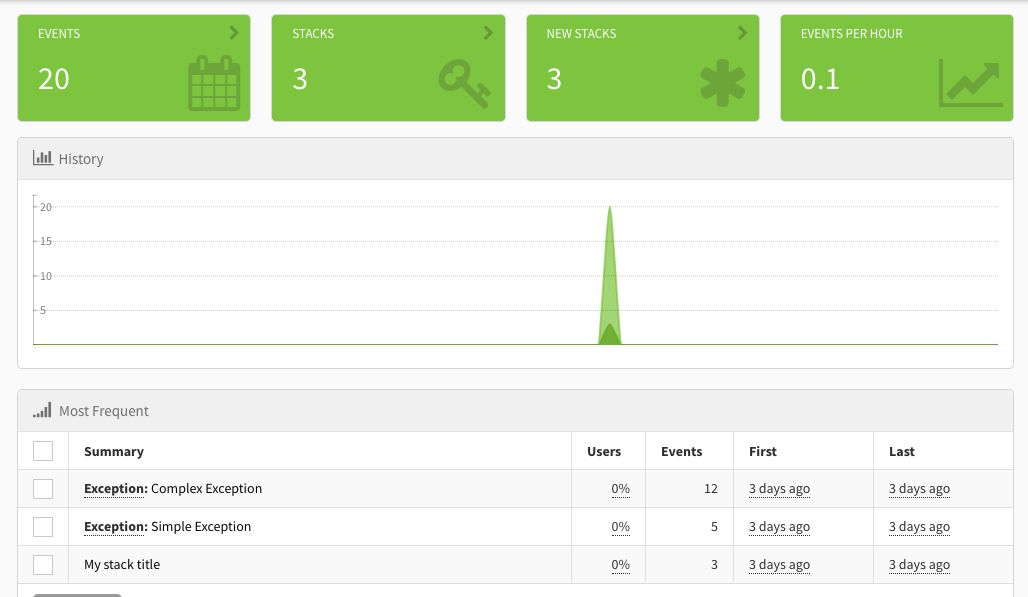 EVENTS
20
STACKS
3
NEW STACKS
3
EVENTS PER HOUR
0.1
History
20
15
10
5
Most Frequent
Summary Users Events First Last
Exception: Complex Exception 0% 12 3 days ago 3 days ago
Exception: Simple Exception 0% 5 3 days ago 3 days ago
My stack title 0% 3 3 days ago 3 days ago